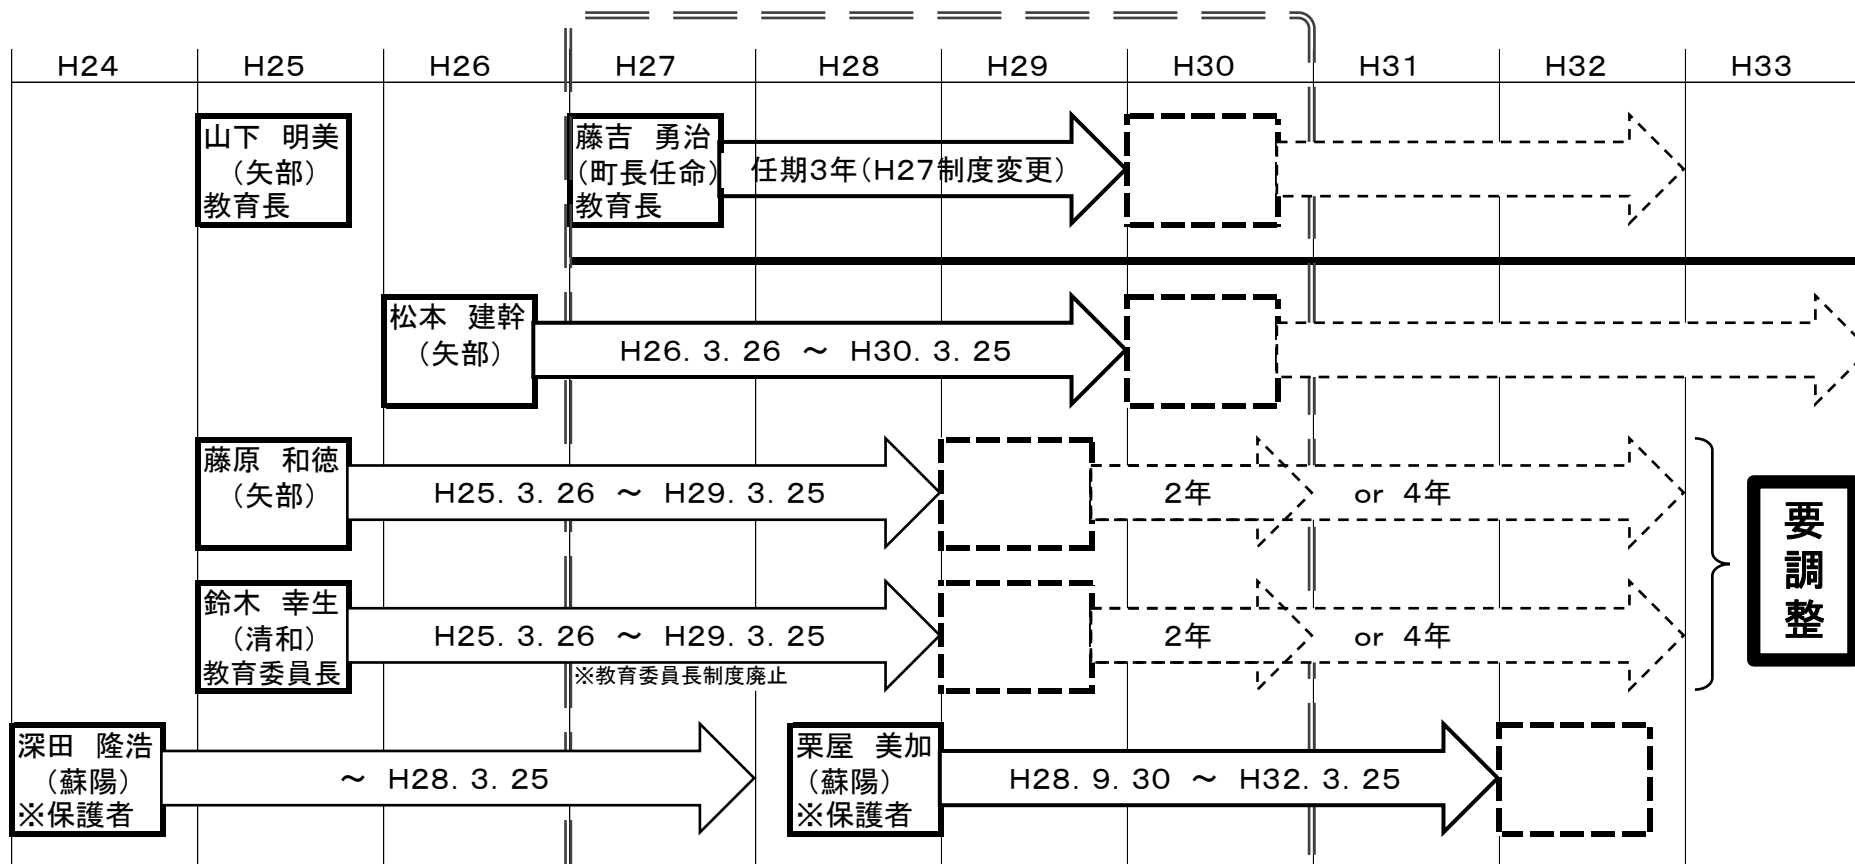 H24 H25 H26 H27 H28 H29 H30 H31 H32 H33
山下　明美
（矢部）
教育長
藤吉　勇治
（町長任命）
教育長
任期3年（H27制度変更）
松本　建幹
（矢部）
H26. 3. 26 ～ H30. 3. 25
藤原　和徳
（矢部）
H25. 3. 26 ～ H29. 3. 25
2年
or 4年
鈴木　幸生
（清和）
教育委員長
H25. 3. 26 ～ H29. 3. 25
※教育委員長制度廃止
2年
or 4年
要
調
整
深田　隆浩
（蘇陽）
※保護者
～ H28. 3. 25
栗屋　美加
（蘇陽）
※保護者
H28. 9. 30 ～ H32. 3. 25